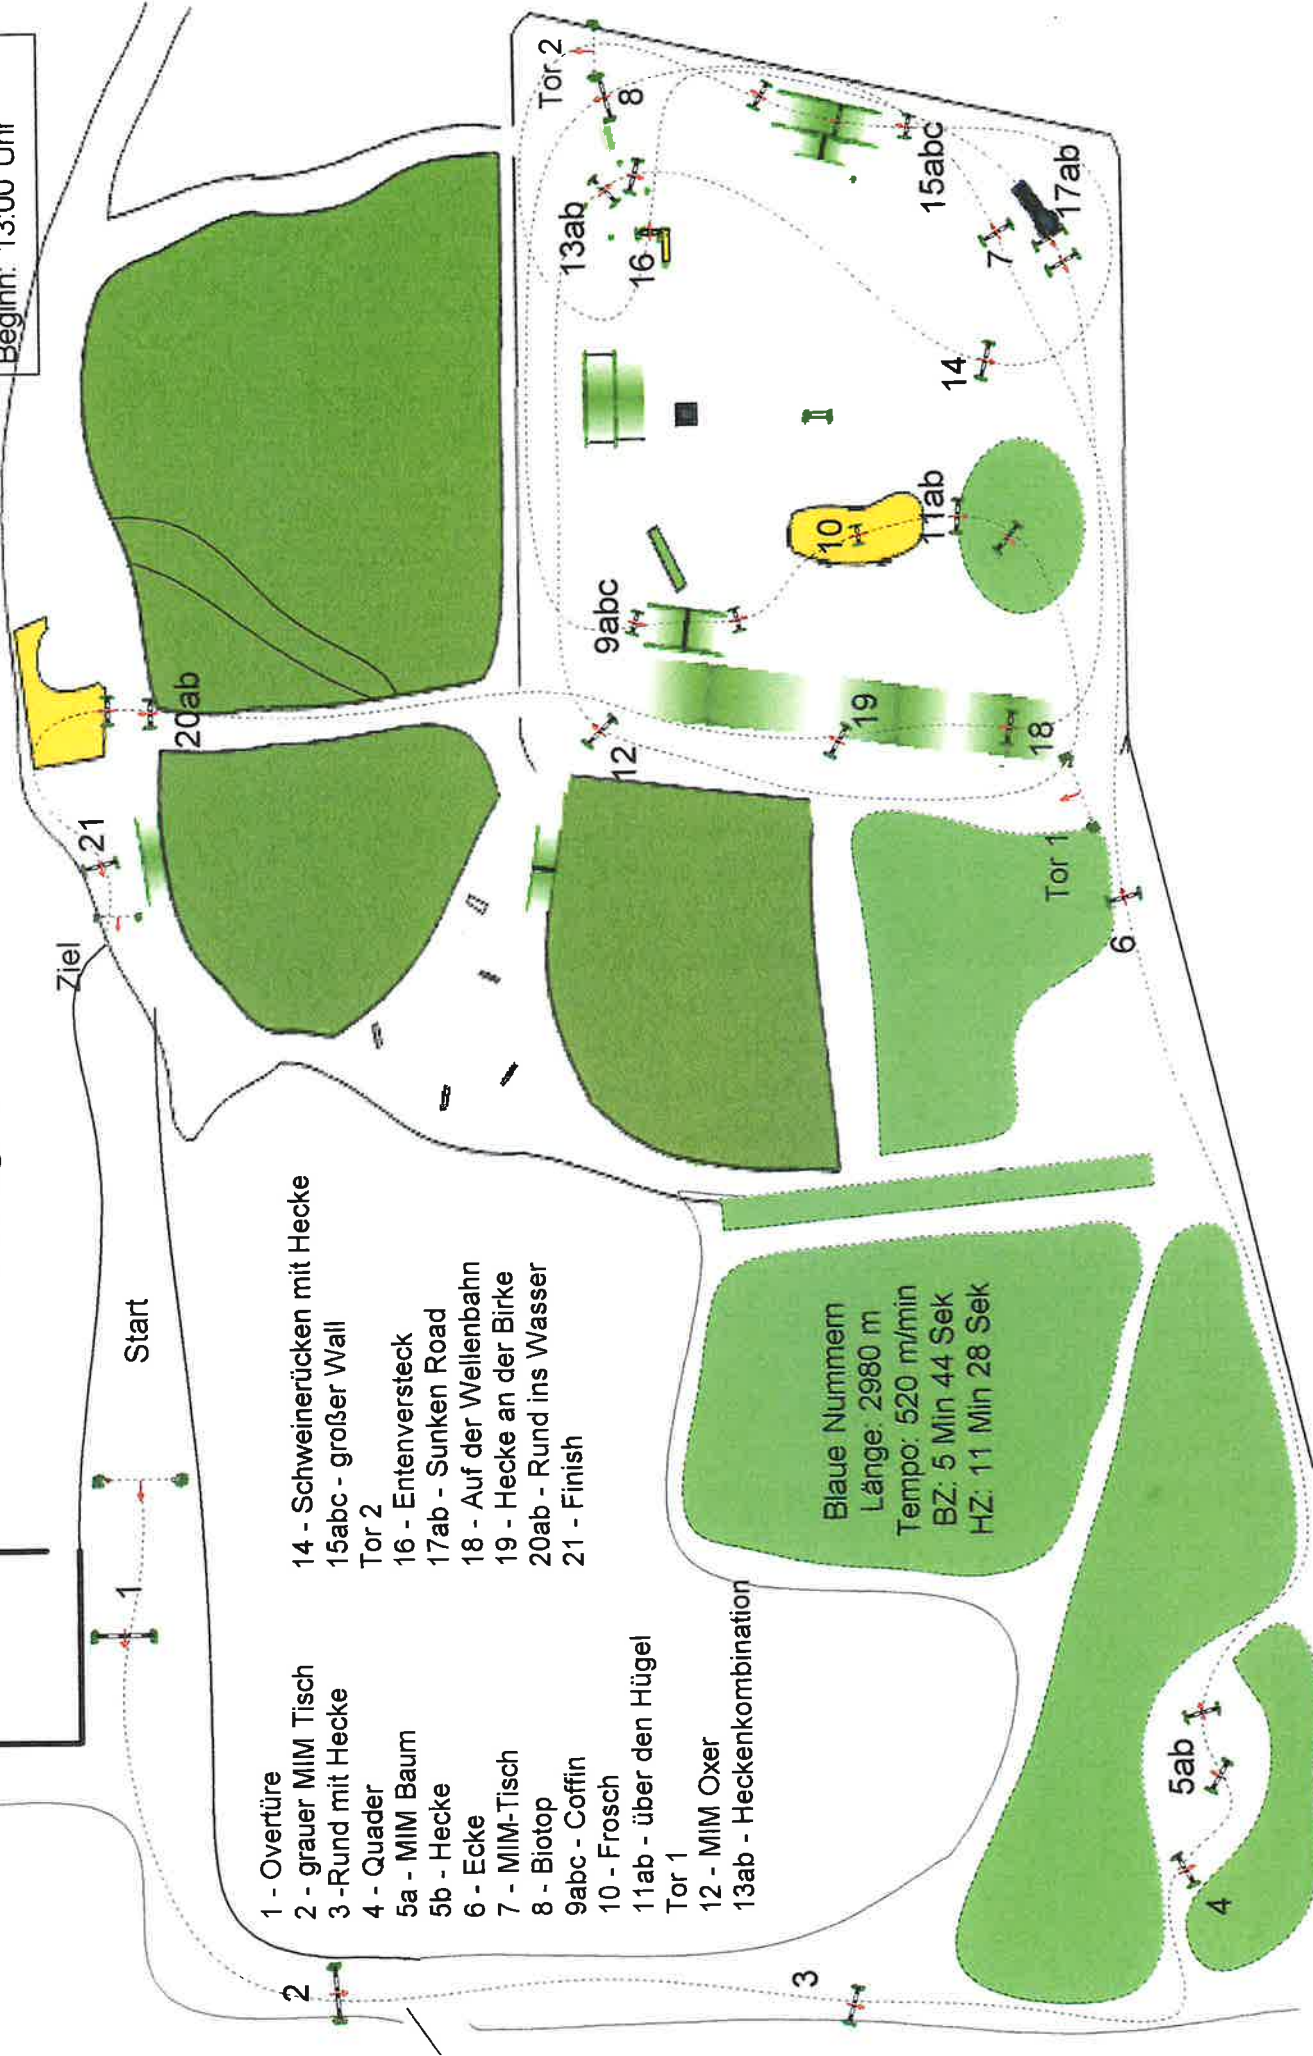 Beginn: 13:00 Uhr
Start
Ziel
1
2
3
4
5ab
6
7
8
9abc
10
11ab
12
13ab
14
15abc
16
17ab
18
19
20ab
21
Tor 1
Tor 2
1 - Overtüre
2 - grauer MIM Tisch
3 -Rund mit Hecke
4 - Quader
5a - MIM Baum
5b - Hecke
6 - Ecke
7 - MIM-Tisch
8 - Biotop
9abc - Coffin
10 - Frosch
11ab - über den Hügel
Tor 1
12 - MIM Oxer
13ab - Heckenkombination
14 - Schweinerücken mit Hecke
15abc - großer Wall
Tor 2
16 - Entenversteck
17ab - Sunken Road
18 - Auf der Wellenbahn
19 - Hecke an der Birke
20ab - Rund ins Wasser
21 - Finish
Blaue Nummern
Länge: 2980 m
Tempo: 520 m/min
BZ: 5 Min 44 Sek
HZ: 11 Min 28 Sek